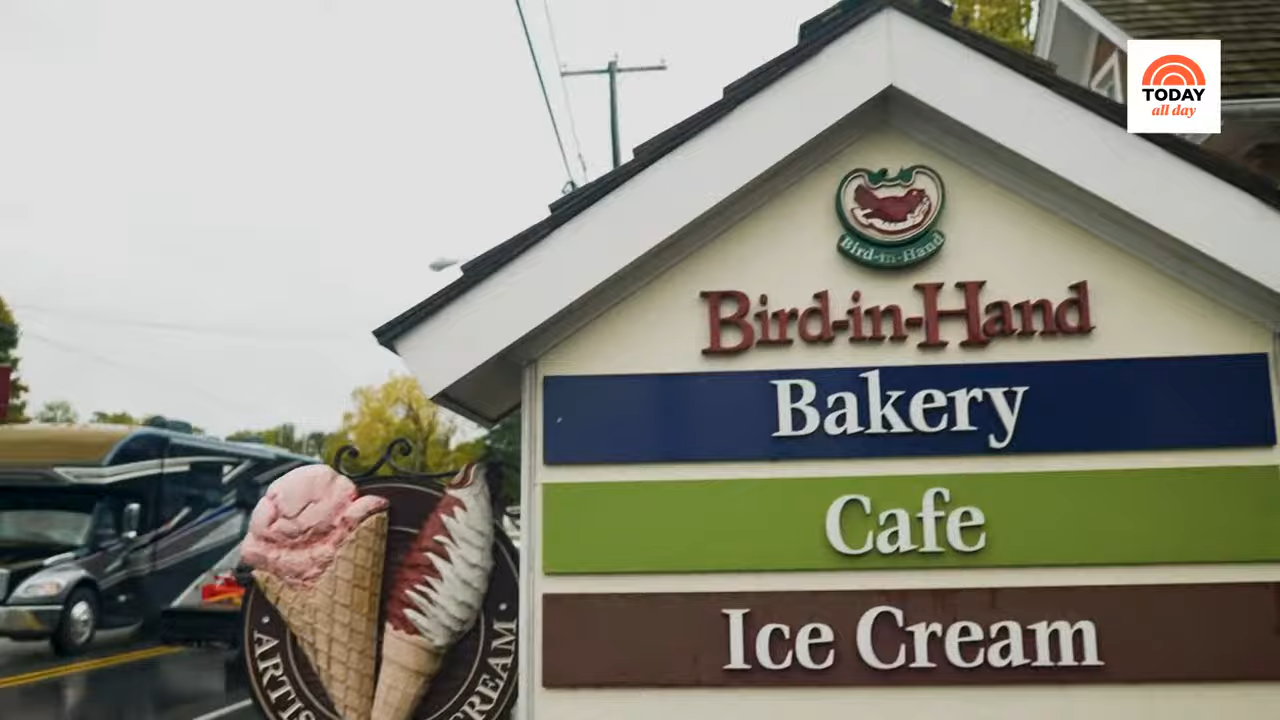 TODAY
all day
Bird-in-Hand
Bird-in-Hand
Bakery
Cafe
Ice Cream